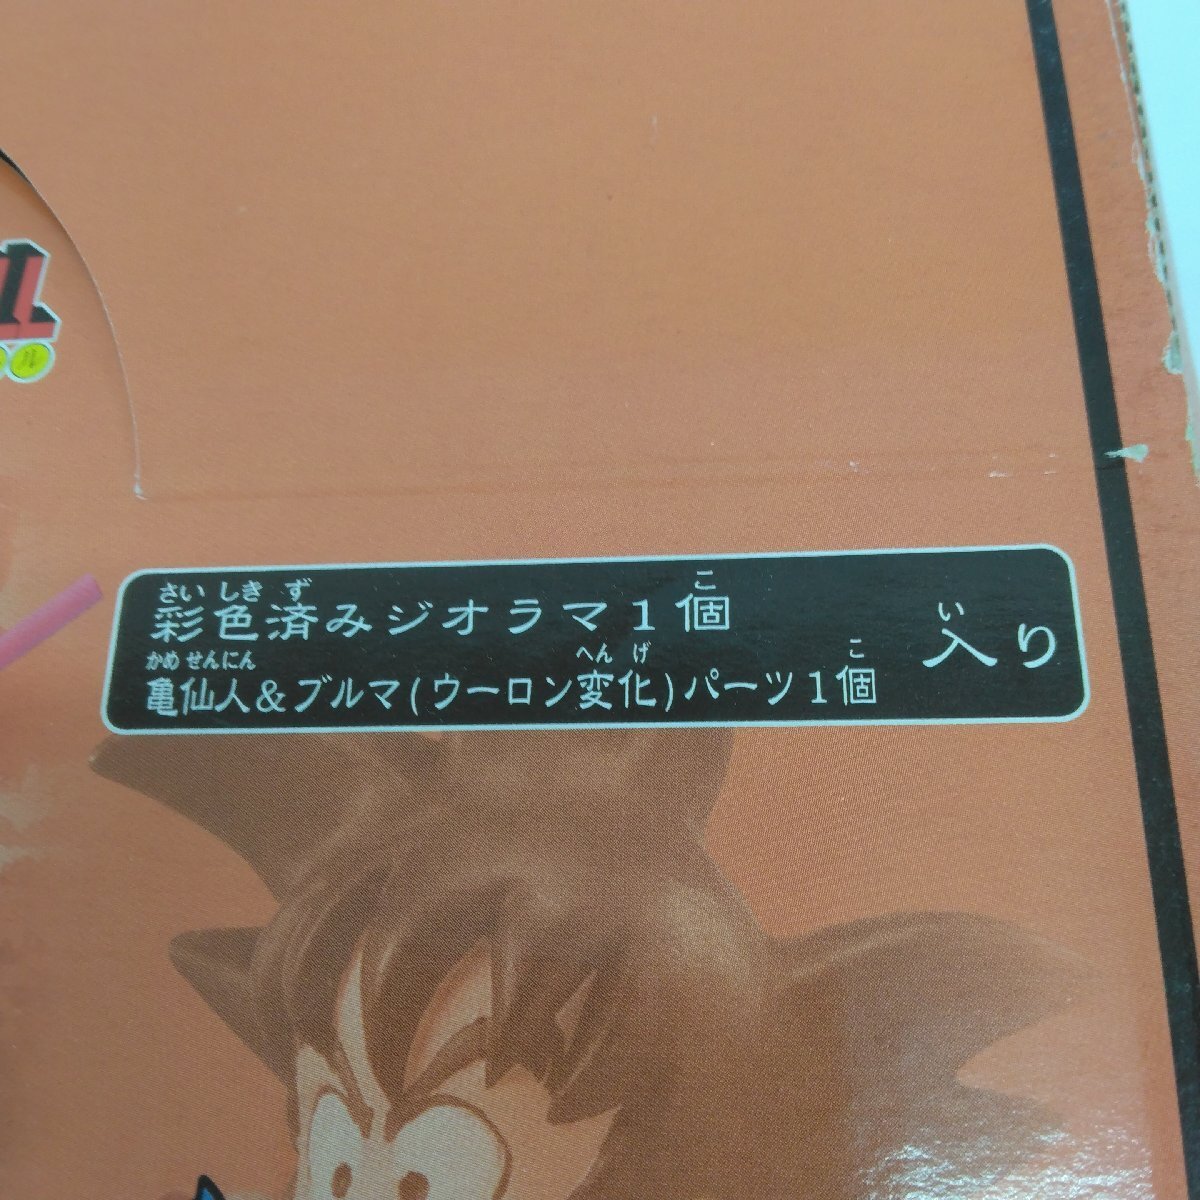 さい しき ず こ
彩色済みジオラマ1個
かめ せんにん へん げ こ
亀仙人&ブルマ(ウーロン変化)パーツ1個
い
入り